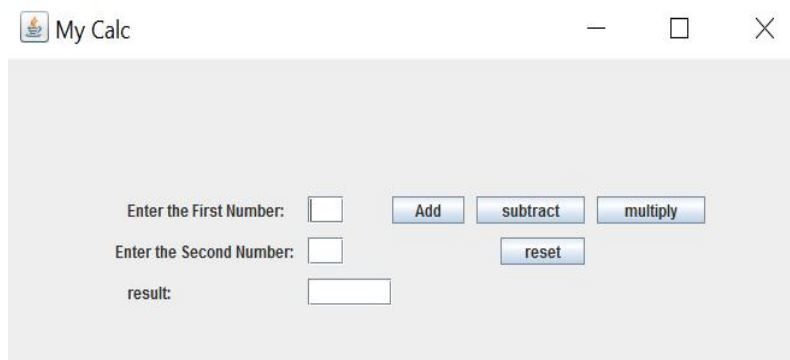 My Calc
Enter the First Number: Add subtract multiply
Enter the Second Number: reset
result: